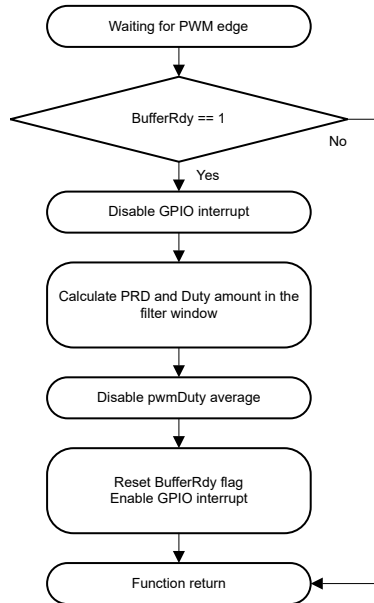 Waiting for PWM edge
BufferRdy == 1
No
Yes
Disable GPIO interrupt
Calculate PRD and Duty amount in the
filter window
Disable pwmDuty average
Reset BufferRdy flag
Enable GPIO interrupt
Function return